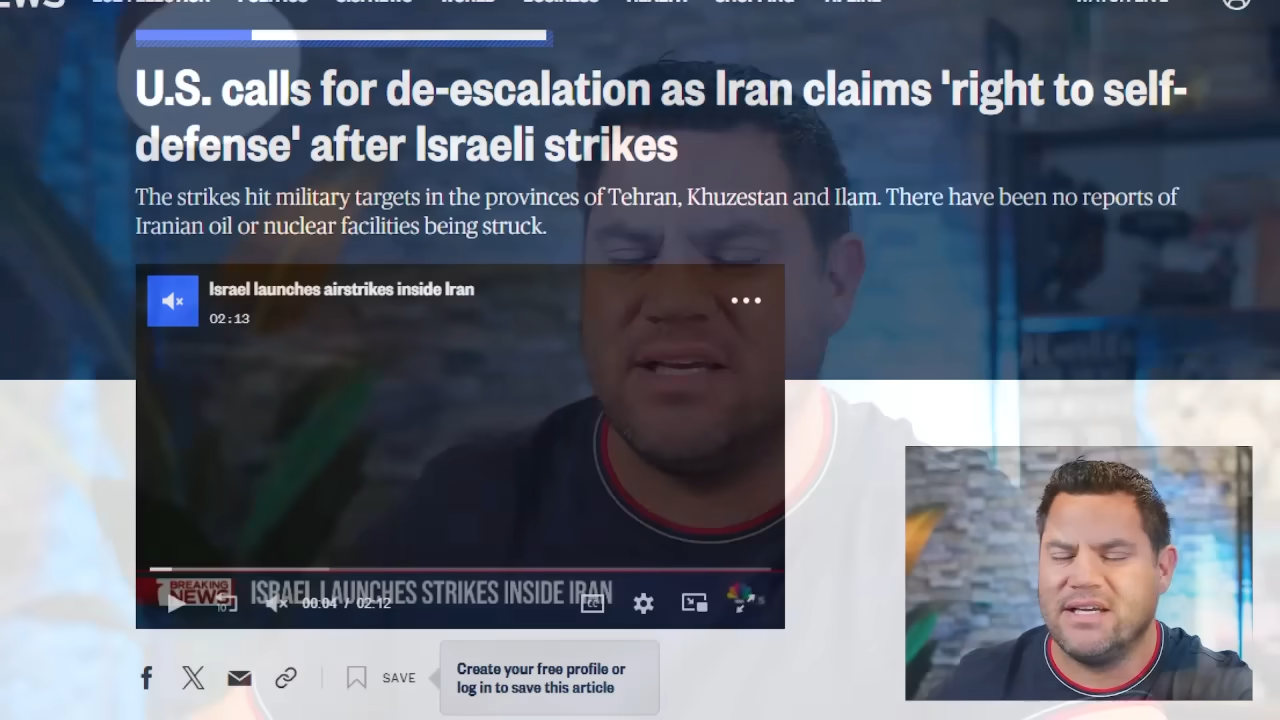 U.S. calls for de-escalation as Iran claims 'right to self-
defense' after Israeli strikes
The strikes hit military targets in the provinces of Tehran, Khuzestan and Ilam. There have been no reports of
Iranian oil or nuclear facilities being struck.
Israel launches airstrikes inside Iran
02:13
BREAKING
NEWS
ISRAEL LAUNCHES STRIKES INSIDE IRAN
00:04 / 02:12
CC
SAVE
Create your free profile or
log in to save this article